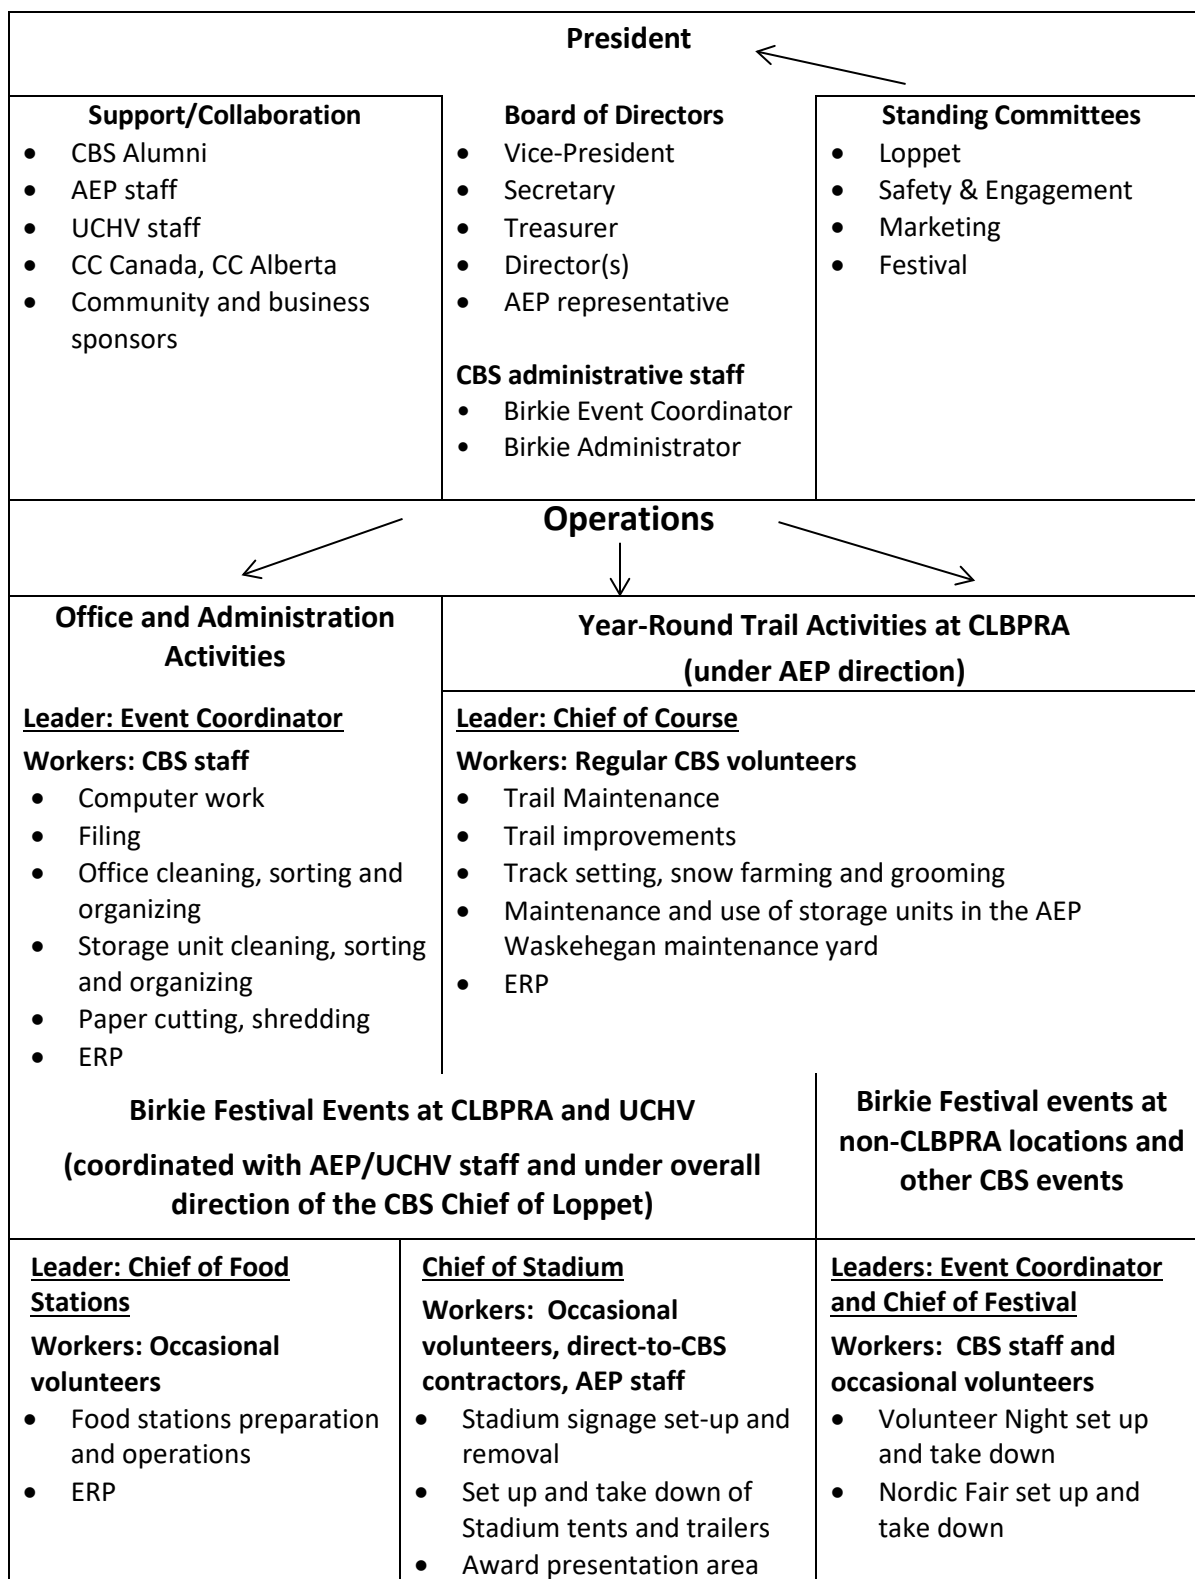 President
Support/Collaboration
• CBS Alumni
• AEP staff
• UCHV staff
• CC Canada, CC Alberta
• Community and business
sponsors
Board of Directors
• Vice-President
• Secretary
• Treasurer
• Director(s)
• AEP representative
CBS administrative staff
• Birkie Event Coordinator
• Birkie Administrator
Standing Committees
• Loppet
• Safety & Engagement
• Marketing
• Festival
Operations
Office and Administration
Activities
Leader: Event Coordinator
Workers: CBS staff
• Computer work
• Filing
• Office cleaning, sorting and
organizing
• Storage unit cleaning, sorting
and organizing
• Paper cutting, shredding
• ERP
Year-Round Trail Activities at CLBPRA
(under AEP direction)
Leader: Chief of Course
Workers: Regular CBS volunteers
• Trail Maintenance
• Trail improvements
• Track setting, snow farming and grooming
• Maintenance and use of storage units in the AEP
Waskehegan maintenance yard
• ERP
Birkie Festival Events at CLBPRA and UCHV
(coordinated with AEP/UCHV staff and under overall
direction of the CBS Chief of Loppet)
Birkie Festival events at
non-CLBPRA locations and
other CBS events
Leader: Chief of Food
Stations
Workers: Occasional
volunteers
• Food stations preparation
and operations
• ERP
Chief of Stadium
Workers:  Occasional
volunteers, direct-to-CBS
contractors, AEP staff
• Stadium signage set-up and
removal
• Set up and take down of
Stadium tents and trailers
• Award presentation area
Leaders: Event Coordinator
and Chief of Festival
Workers:  CBS staff and
occasional volunteers
• Volunteer Night set up
and take down
• Nordic Fair set up and
take down